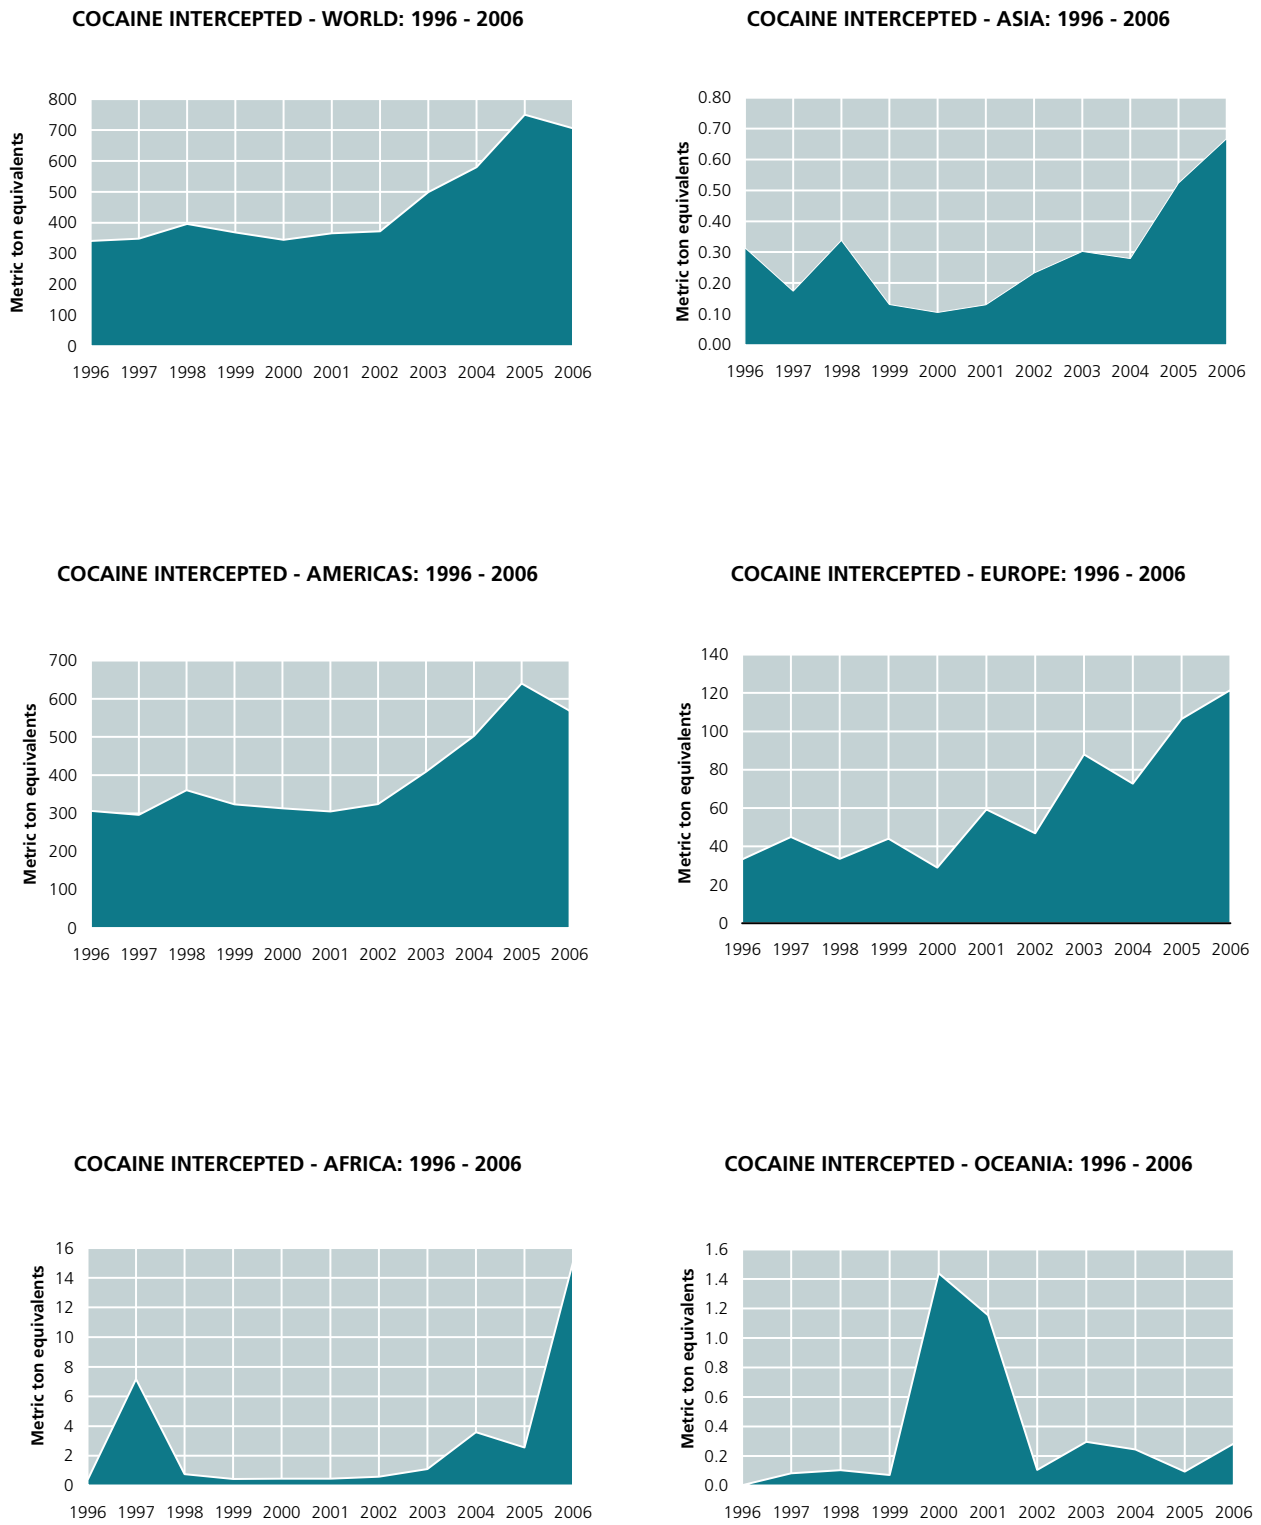 COCAINE INTERCEPTED - WORLD: 1996 - 2006
Metric ton equivalents
800
700
600
500
400
300
200
100
0
1996 1997 1998 1999 2000 2001 2002 2003 2004 2005 2006
COCAINE INTERCEPTED - ASIA: 1996 - 2006
Metric ton equivalents
0.80
0.70
0.60
0.50
0.40
0.30
0.20
0.10
0.00
1996 1997 1998 1999 2000 2001 2002 2003 2004 2005 2006
COCAINE INTERCEPTED - AMERICAS: 1996 - 2006
Metric ton equivalents
700
600
500
400
300
200
100
0
1996 1997 1998 1999 2000 2001 2002 2003 2004 2005 2006
COCAINE INTERCEPTED - EUROPE: 1996 - 2006
Metric ton equivalents
140
120
100
80
60
40
20
0
1996 1997 1998 1999 2000 2001 2002 2003 2004 2005 2006
COCAINE INTERCEPTED - AFRICA: 1996 - 2006
Metric ton equivalents
16
14
12
10
8
6
4
2
0
1996 1997 1998 1999 2000 2001 2002 2003 2004 2005 2006
COCAINE INTERCEPTED - OCEANIA: 1996 - 2006
Metric ton equivalents
1.6
1.4
1.2
1.0
0.8
0.6
0.4
0.2
0.0
1996 1997 1998 1999 2000 2001 2002 2003 2004 2005 2006